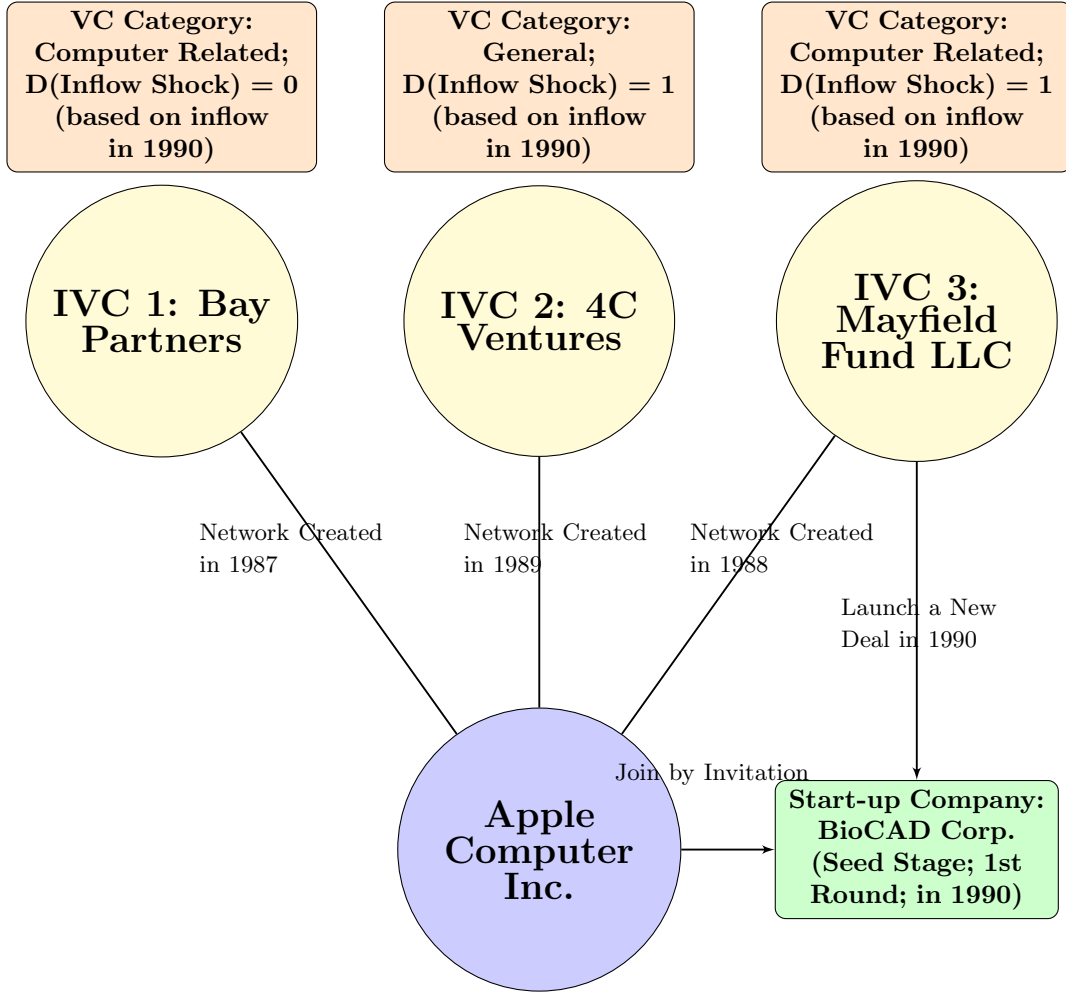 VC Category:
Computer Related;
D(Inflow Shock) = 0
(based on inflow
in 1990)
VC Category:
General;
D(Inflow Shock) = 1
(based on inflow
in 1990)
VC Category:
Computer Related;
D(Inflow Shock) = 1
(based on inflow
in 1990)
IVC 1: Bay
Partners
IVC 2: 4C
Ventures
IVC 3:
Mayfield
Fund LLC
Network Created
in 1987
Network Created
in 1989
Network Created
in 1988
Launch a New
Deal in 1990
Join by Invitation
Apple
Computer
Inc.
Start-up Company:
BioCAD Corp.
(Seed Stage; 1st
Round; in 1990)